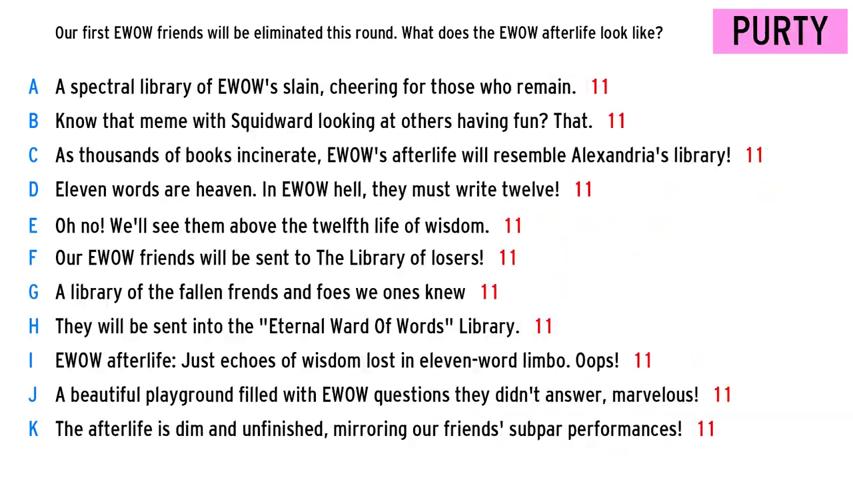 Our first EWOW friends will be eliminated this round. What does the EWOW afterlife look like?
PURTY
A A spectral library of EWOW's slain, cheering for those who remain. 11
B Know that meme with Squidward looking at others having fun? That. 11
C As thousands of books incinerate, EWOW's afterlife will resemble Alexandria's library! 11
D Eleven words are heaven. In EWOW hell, they must write twelve! 11
E Oh no! We'll see them above the twelfth life of wisdom. 11
F Our EWOW friends will be sent to The Library of losers! 11
G A library of the fallen frends and foes we ones knew 11
H They will be sent into the "Eternal Ward Of Words" Library. 11
I EWOW afterlife: Just echoes of wisdom lost in eleven-word limbo. Oops! 11
J A beautiful playground filled with EWOW questions they didn't answer, marvelous! 11
K The afterlife is dim and unfinished, mirroring our friends' subpar performances! 11